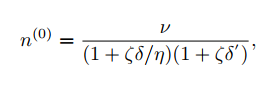 n^{(0)} = \frac{\nu}{(1 + \zeta\delta/\eta)(1 + \zeta\delta')},